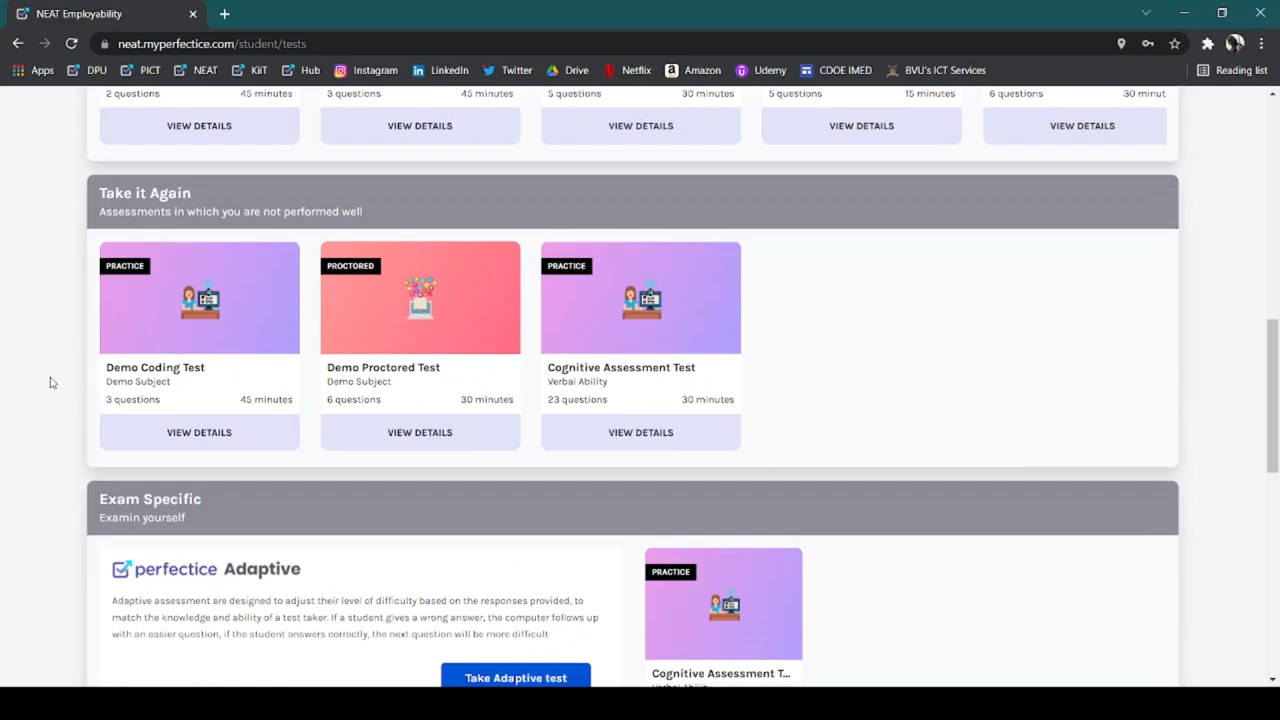 NEAT Employability
neat.myperfectice.com/student/tests
Apps DPU PICT NEAT KiiT Hub Instagram LinkedIn Twitter Drive Netflix Amazon Udemy CDOE IMED BVU's ICT Services Reading list
2 questions 45 minutes 3 questions 45 minutes 5 questions 30 minutes 5 questions 15 minutes 6 questions 30 minut
VIEW DETAILS VIEW DETAILS VIEW DETAILS VIEW DETAILS VIEW DETAILS
Take it Again
Assessments in which you are not performed well
PRACTICE PROCTORED PRACTICE
Demo Coding Test Demo Proctored Test Cognitive Assessment Test
Demo Subject Demo Subject Verbal Ability
3 questions 45 minutes 6 questions 30 minutes 23 questions 30 minutes
VIEW DETAILS VIEW DETAILS VIEW DETAILS
Exam Specific
Examin yourself
perfectice Adaptive
PRACTICE
Adaptive assessment are designed to adjust their level of difficulty based on the responses provided, to
match the knowledge and ability of a test taker. If a student gives a wrong answer, the computer follows up
with an easier question, if the student answers correctly, the next question will be more difficult
Take Adaptive test
Cognitive Assessment T...
Verbal Ability